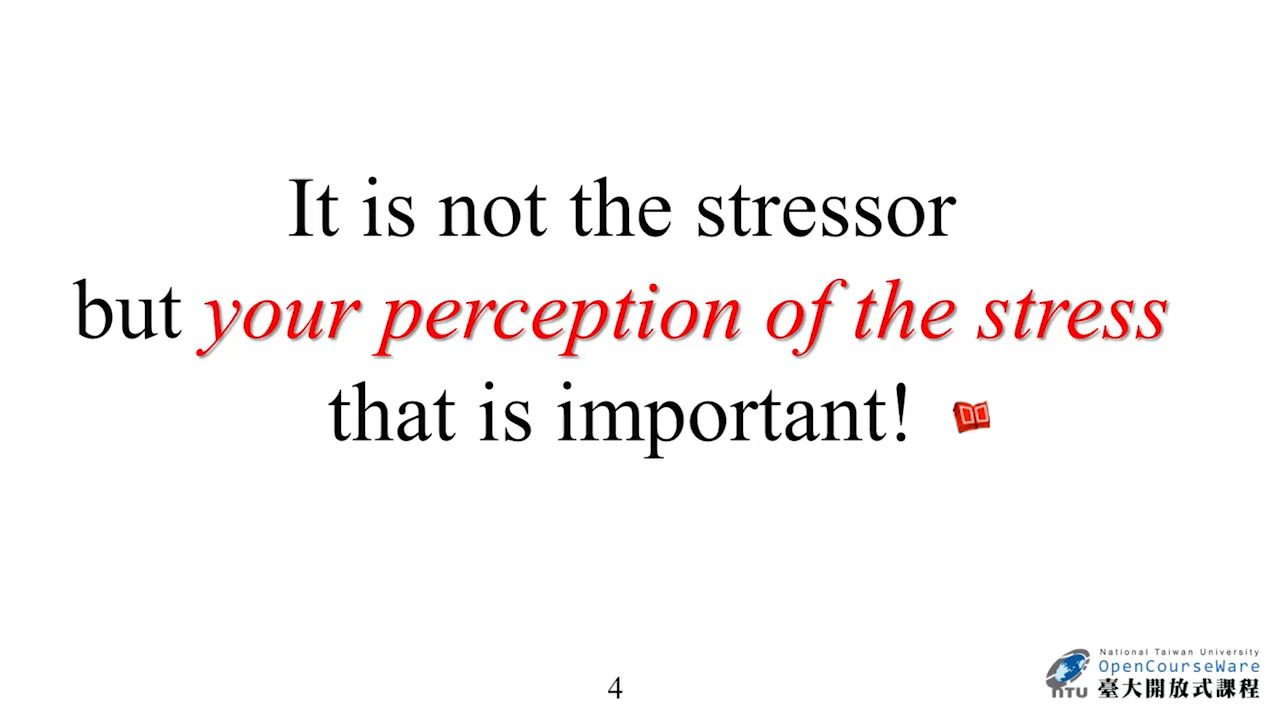 It is not the stressor
but your perception of the stress
that is important!
4
National Taiwan University
OpenCourseWare
NTU 臺大開放式課程